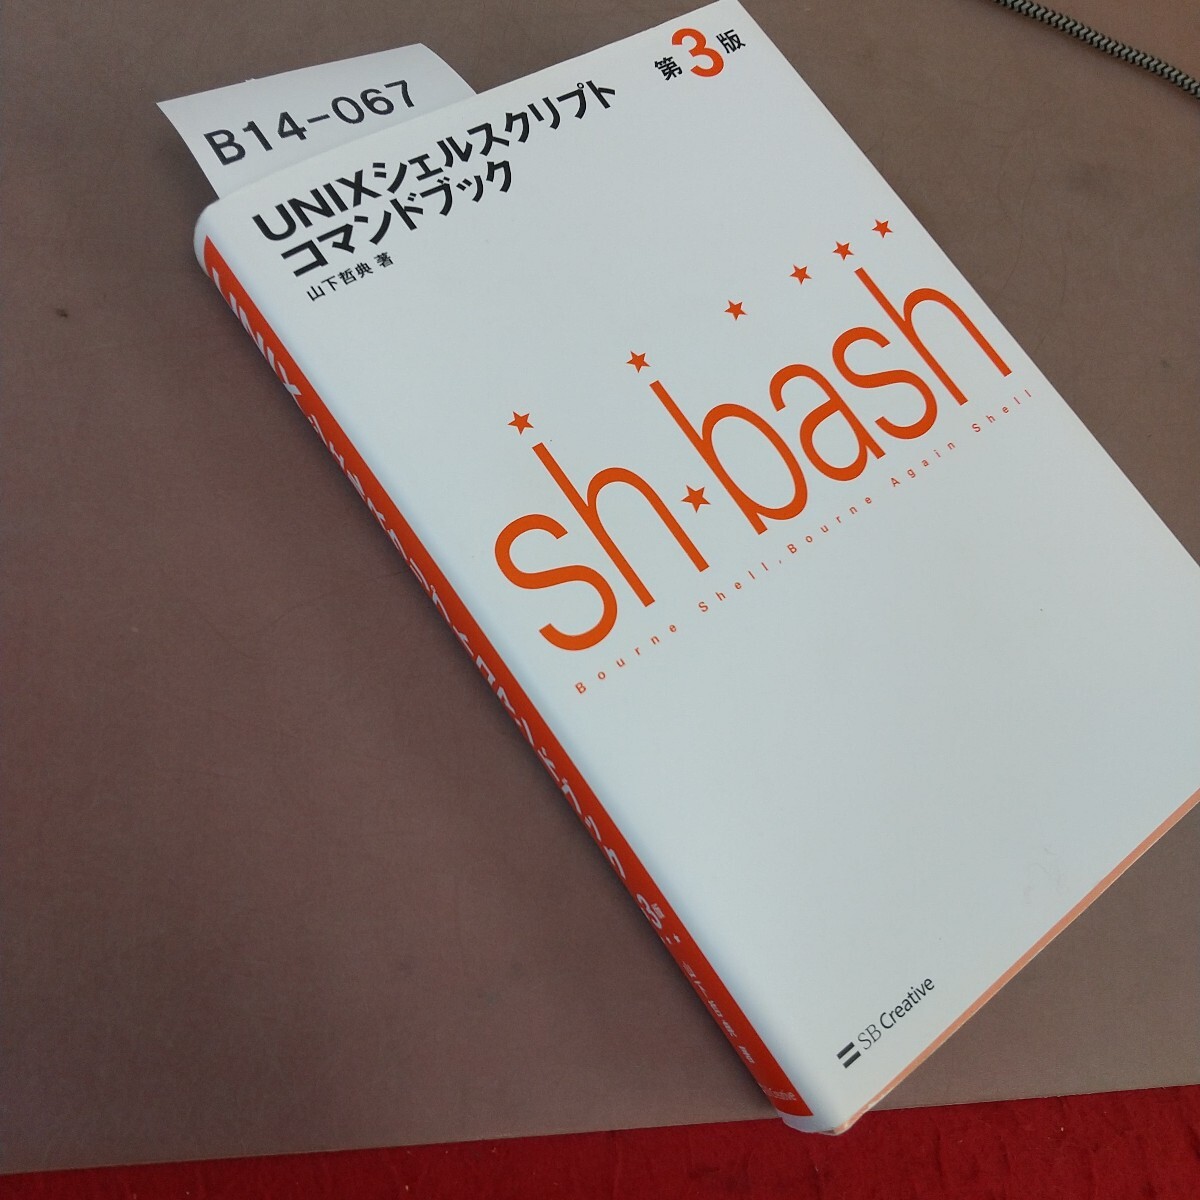 B14-067
第3版
UNIXシェルスクリプト
コマンドブック
山下哲典 著
sh・bash
Bourne Shell, Bourne Again Shell
SB Creative